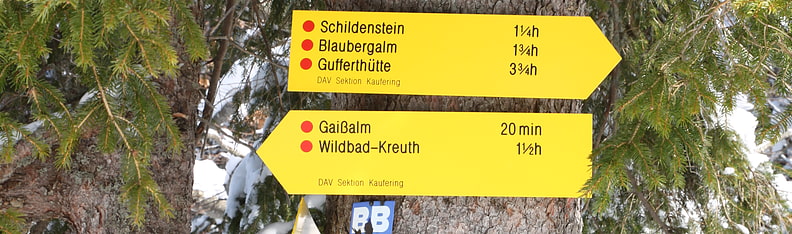 Schildenstein 1¼h
Blaubergalm 1¾h
Gufferthütte 3¾h
DAV Sektion Kaufering
Gaißalm 20 min
Wildbad-Kreuth 1½h
DAV Sektion Kaufering
BB